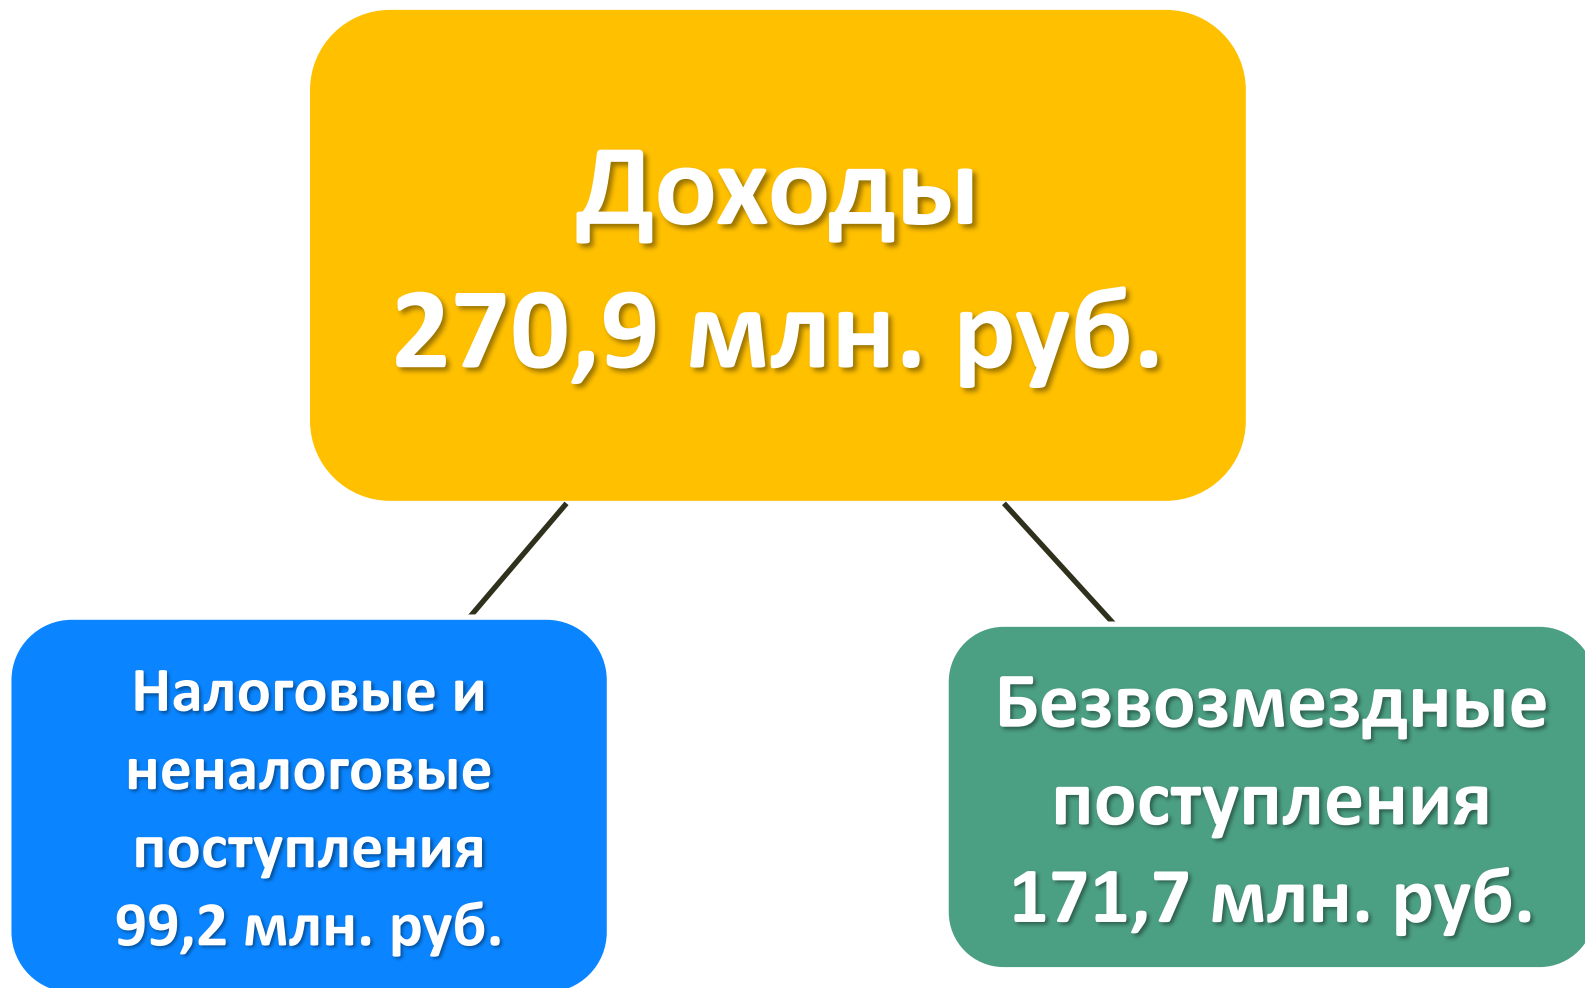 Доходы
270,9 млн. руб.
Налоговые и
неналоговые
поступления
99,2 млн. руб.
Безвозмездные
поступления
171,7 млн. руб.